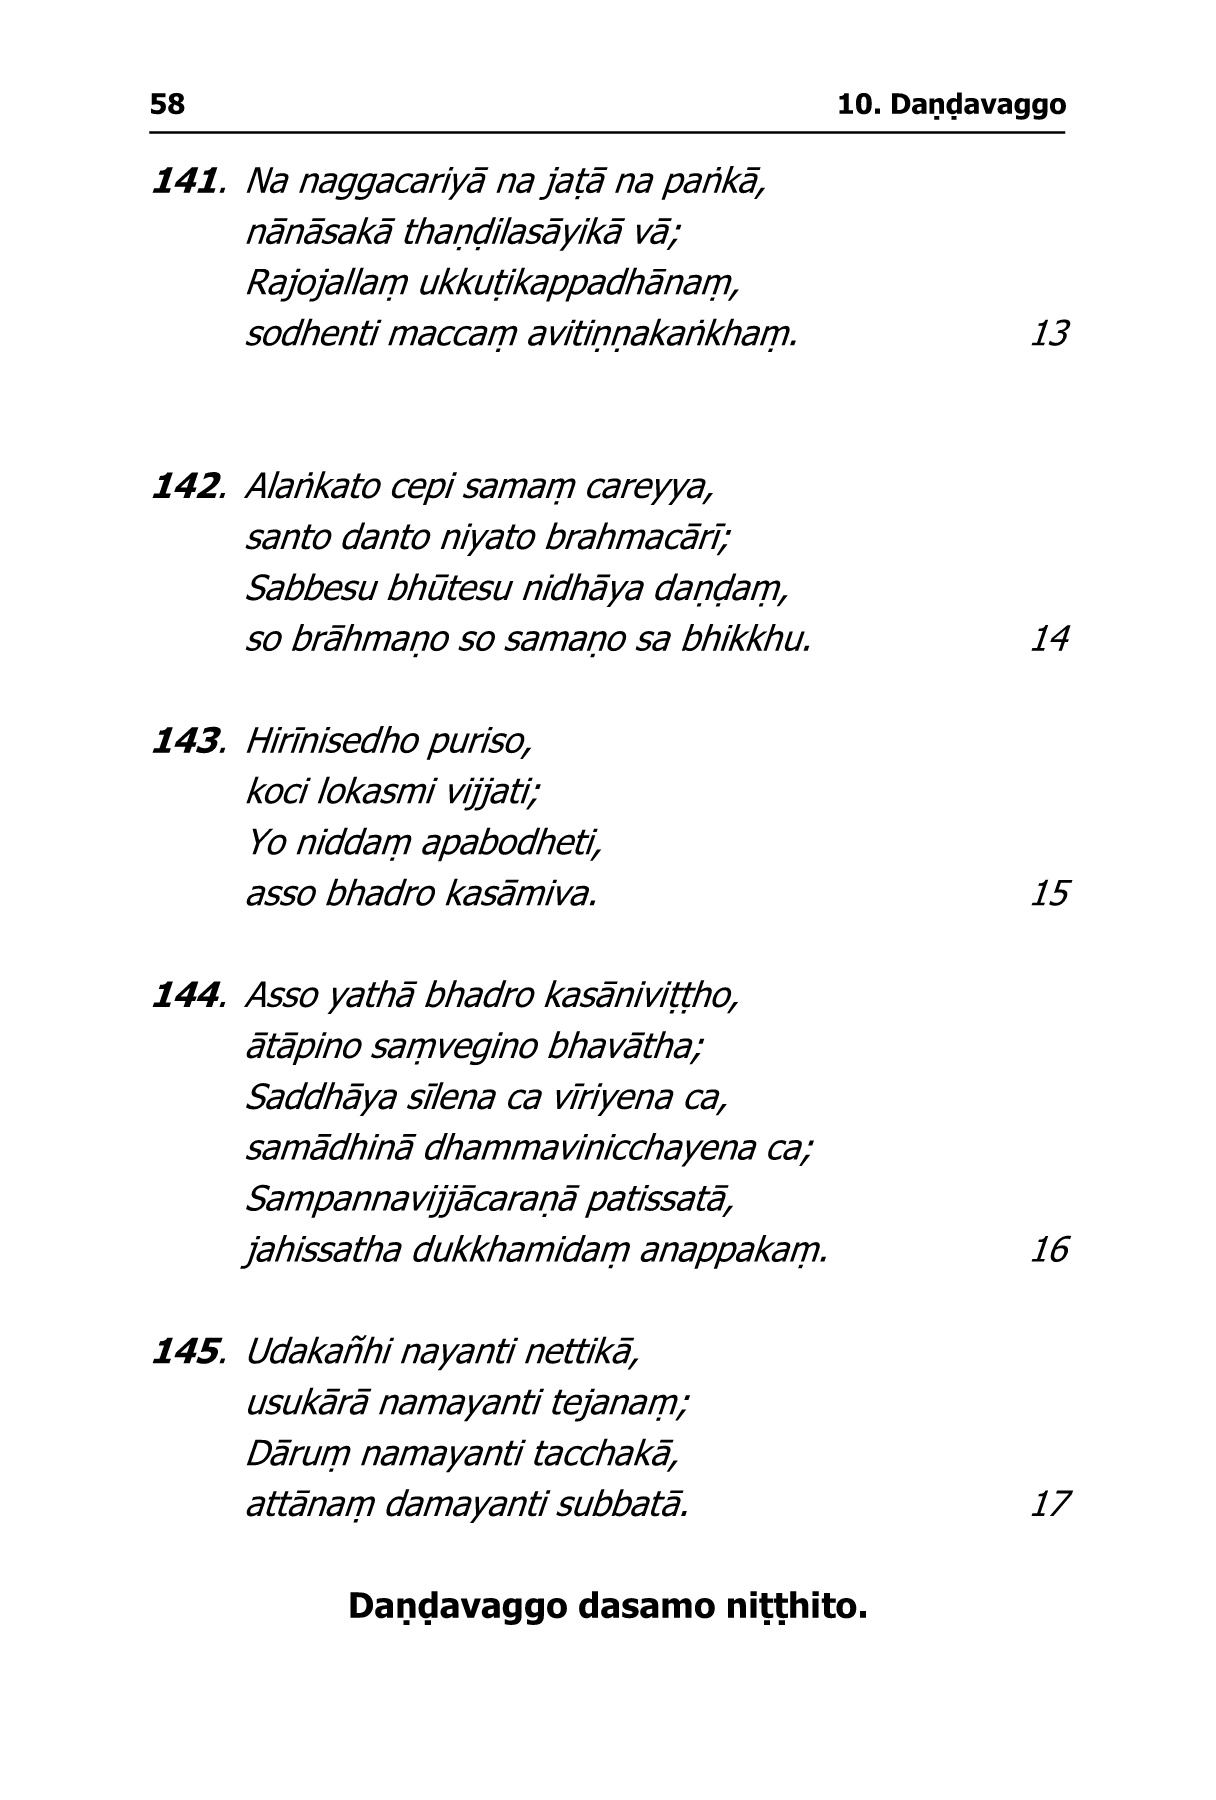 58 10. Daṇḍavaggo
141. Na naggacariyā na jaṭā na paṅkā,
nānāsakā thaṇḍilasāyikā vā;
Rajojallaṃ ukkuṭikappadhānaṃ,
sodhenti maccaṃ avitiṇṇakaṅkhaṃ. 13
142. Alaṅkato cepi samaṃ careyya,
santo danto niyato brahmacārī;
Sabbesu bhūtesu nidhāya daṇḍaṃ,
so brāhmaṇo so samaṇo sa bhikkhu. 14
143. Hirīnisedho puriso,
koci lokasmi vijjati;
Yo niddaṃ apabodheti,
asso bhadro kasāmiva. 15
144. Asso yathā bhadro kasāniviṭṭho,
ātāpino saṃvegino bhavātha;
Saddhāya sīlena ca vīriyena ca,
samādhinā dhammavinicchayena ca;
Sampannavijjācaraṇā patissatā,
jahissatha dukkhamidaṃ anappakaṃ. 16
145. Udakañhi nayanti nettikā,
usukārā namayanti tejanaṃ;
Dāruṃ namayanti tacchakā,
attānaṃ damayanti subbatā. 17
Daṇḍavaggo dasamo niṭṭhito.